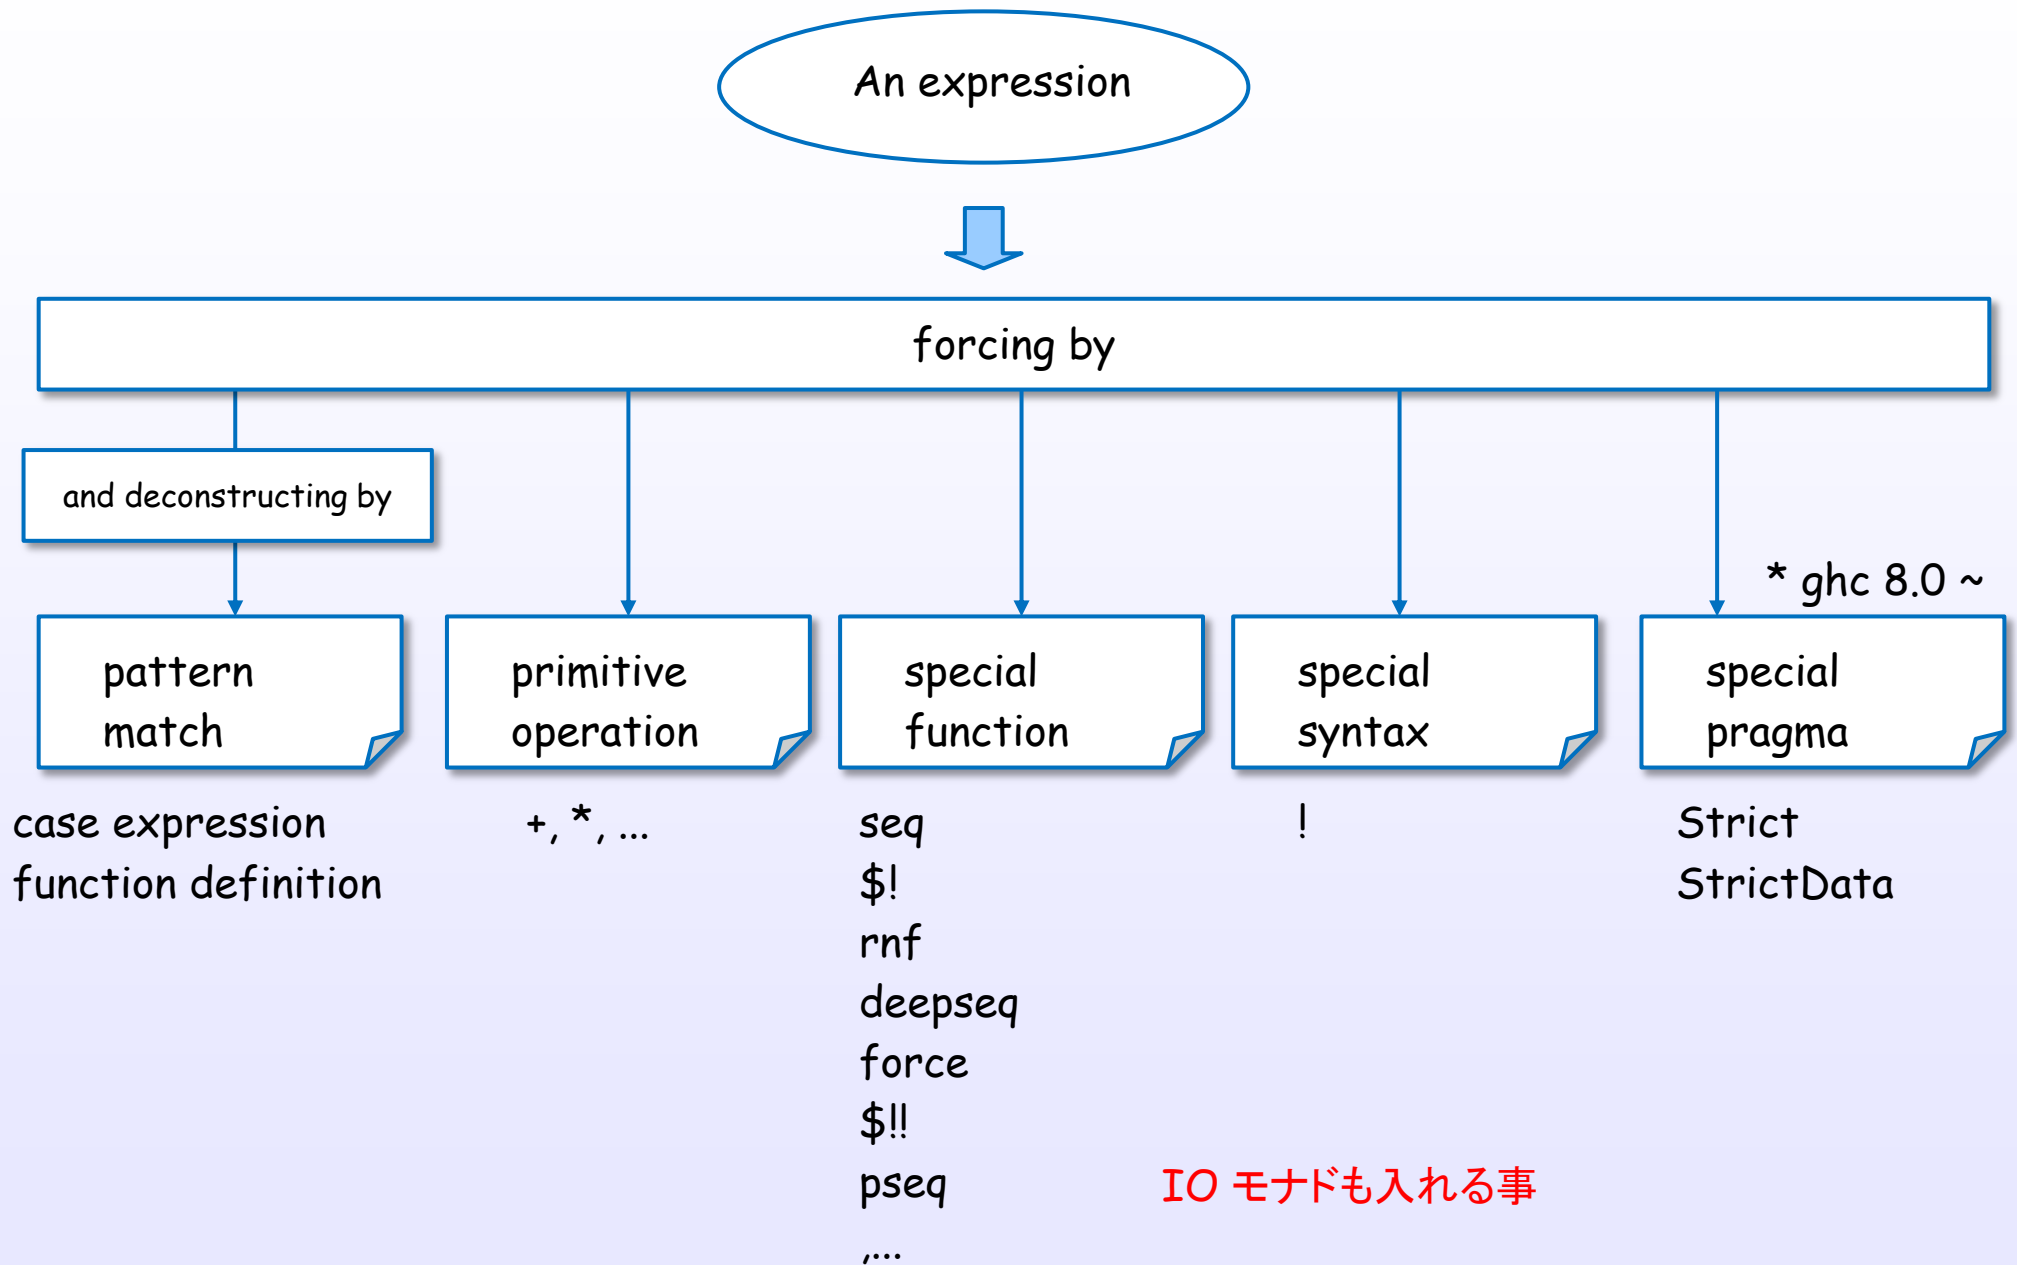 An expression
forcing by
and deconstructing by
* ghc 8.0 ~
pattern
match
primitive
operation
special
function
special
syntax
special
pragma
case expression
function definition
+, *, ...
seq
$!
rnf
deepseq
force
$!!
pseq
,...
!
Strict
StrictData
IO モナドも入れる事